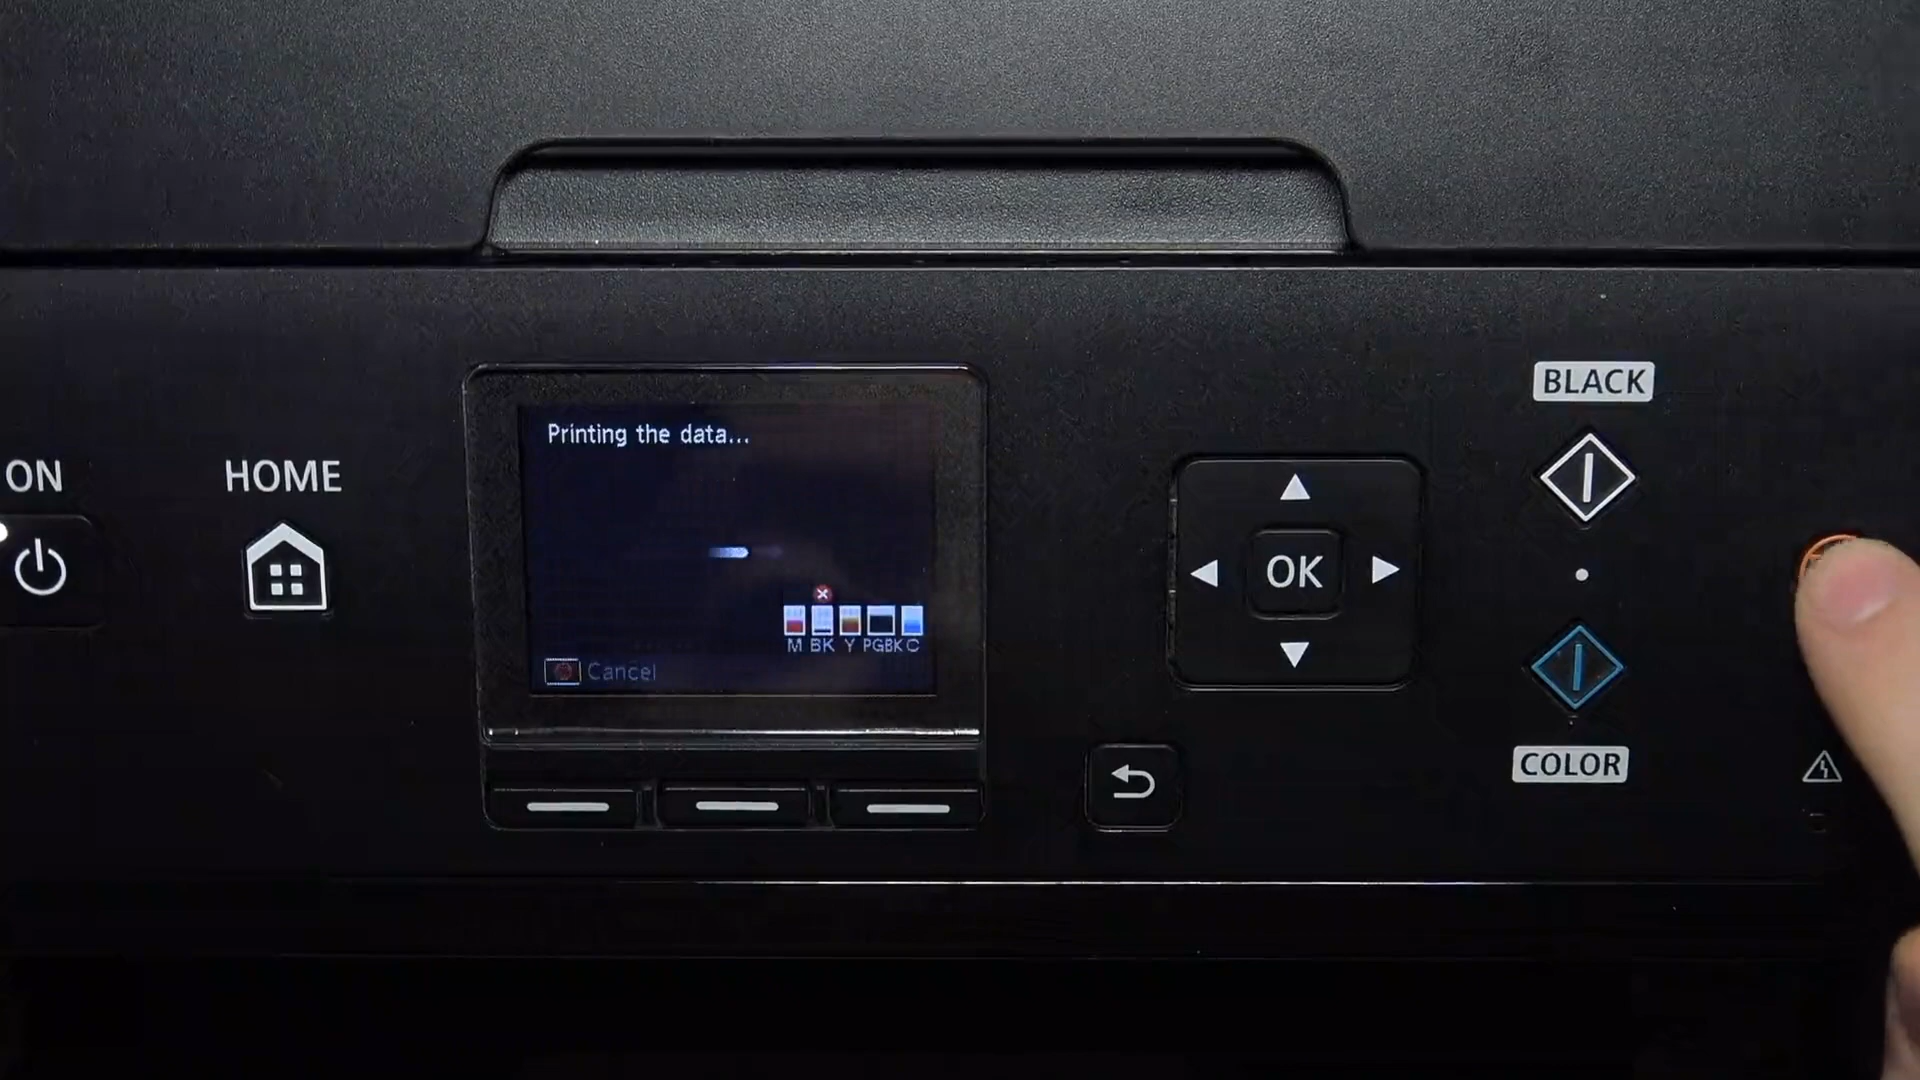 BLACK
Printing the data...
ON
HOME
OK
M BK Y PGBK C
Cancel
COLOR